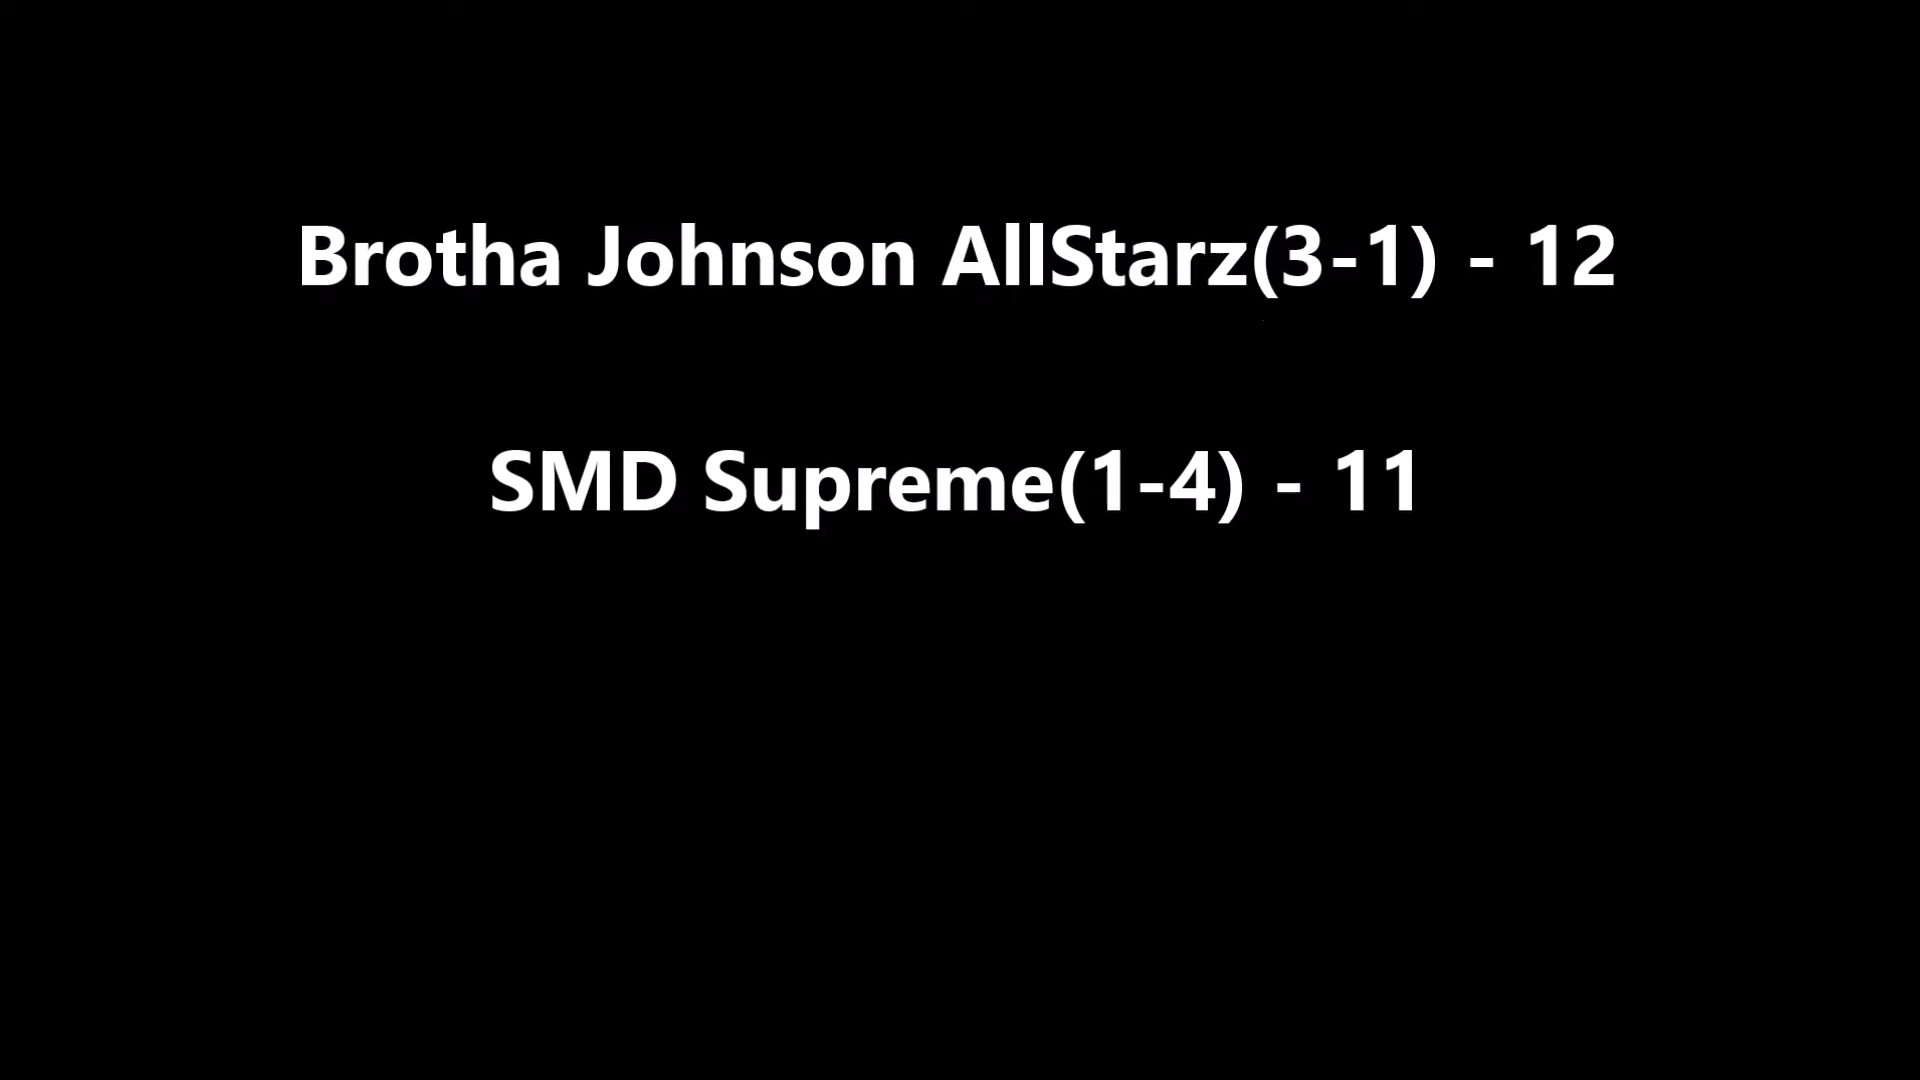 Brotha Johnson AllStarz(3-1) - 12
SMD Supreme(1-4) - 11